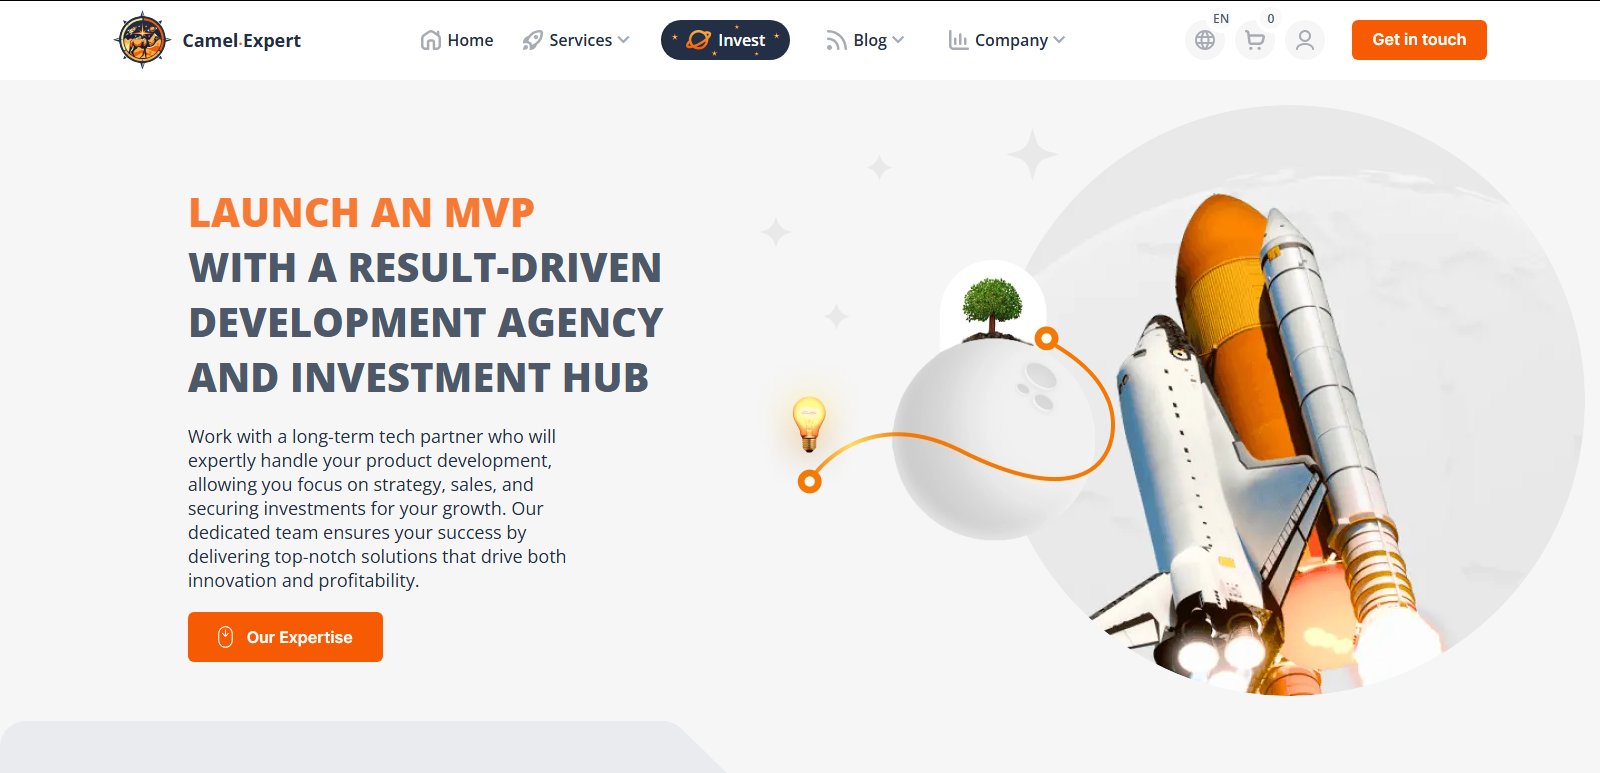 Camel.Expert
Home
Services
Invest
Blog
Company
EN
0
Get in touch
LAUNCH AN MVP
WITH A RESULT-DRIVEN
DEVELOPMENT AGENCY
AND INVESTMENT HUB
Work with a long-term tech partner who will
expertly handle your product development,
allowing you focus on strategy, sales, and
securing investments for your growth. Our
dedicated team ensures your success by
delivering top-notch solutions that drive both
innovation and profitability.
Our Expertise